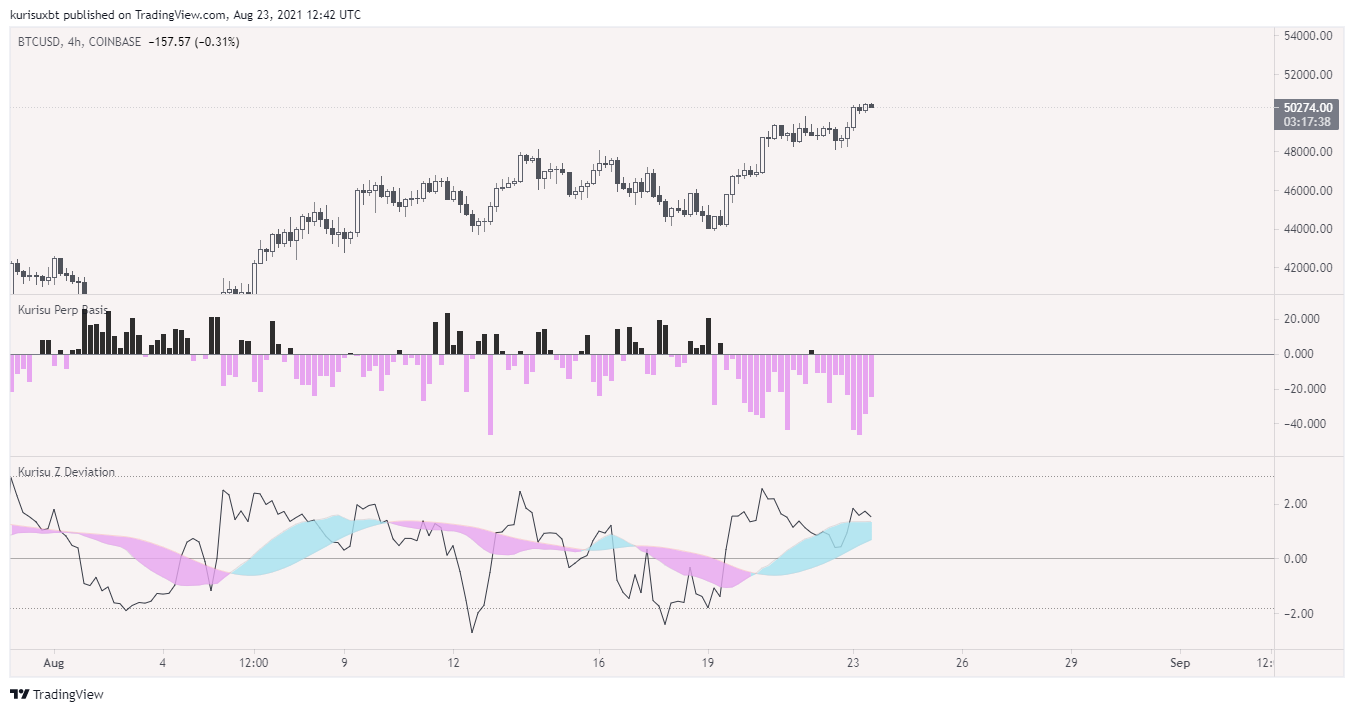 kurisuxbt published on TradingView.com, Aug 23, 2021 12:42 UTC
BTCUSD, 4h, COINBASE −157.57 (−0.31%)
54000.00
52000.00
50274.00
03:17:38
48000.00
46000.00
44000.00
42000.00
Kurisu Perp Basis
20.000
0.000
−20.000
−40.000
Kurisu Z Deviation
2.00
0.00
−2.00
Aug 4 12:00 9 12 16 19 23 26 29 Sep 12:
TradingView